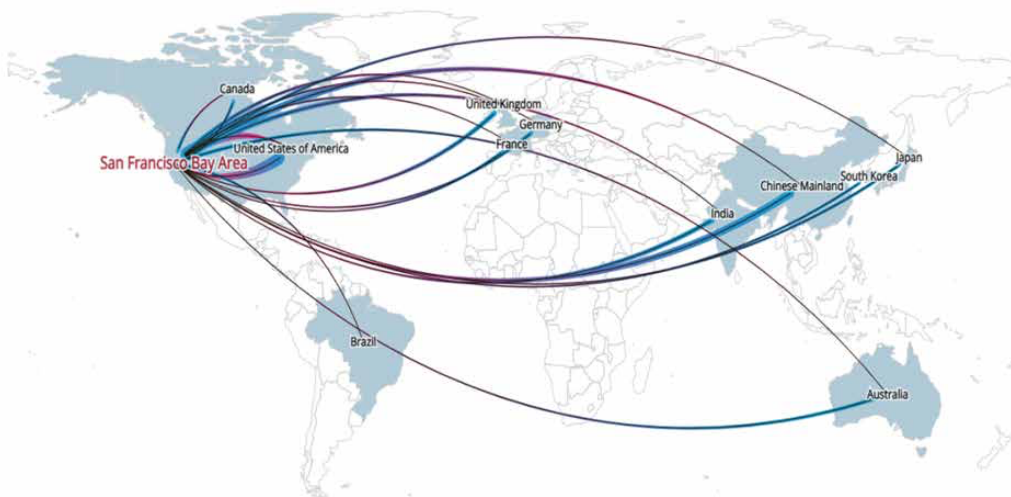 Canada
United Kingdom
Germany
France
United States of America
San Francisco Bay Area
Japan
South Korea
Chinese Mainland
India
Brazil
Australia